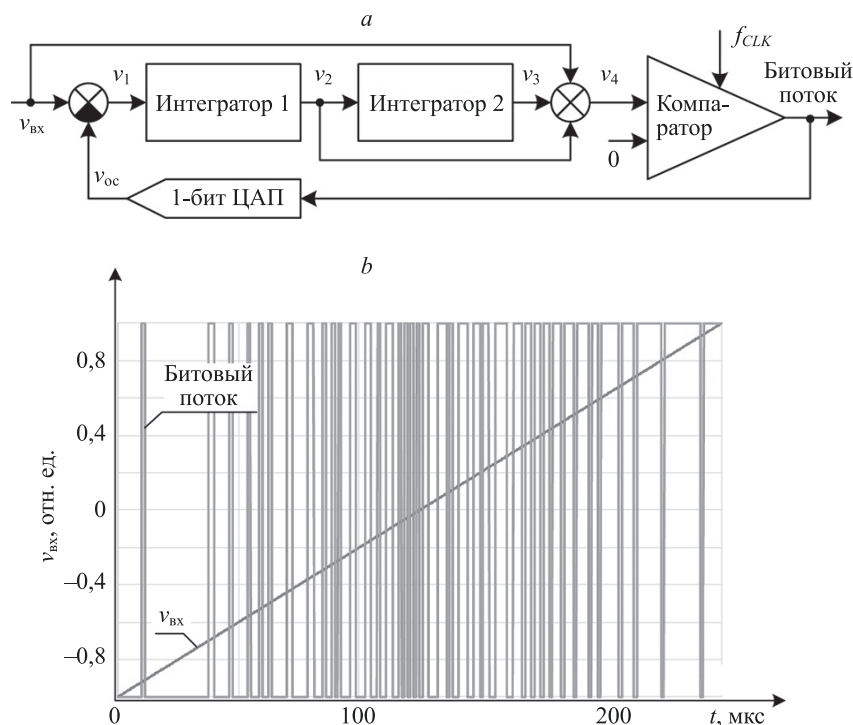 a
f CLK
v1
v2
v3
v4
Битовый
поток
Интегратор 1
Интегратор 2
Компа-
ратор
vвх
0
vос
1-бит ЦАП
b
0,8
Битовый
поток
0,4
0
–0,4
vвх
–0,8
vвх, отн. ед.
0
100
200
t, мкс